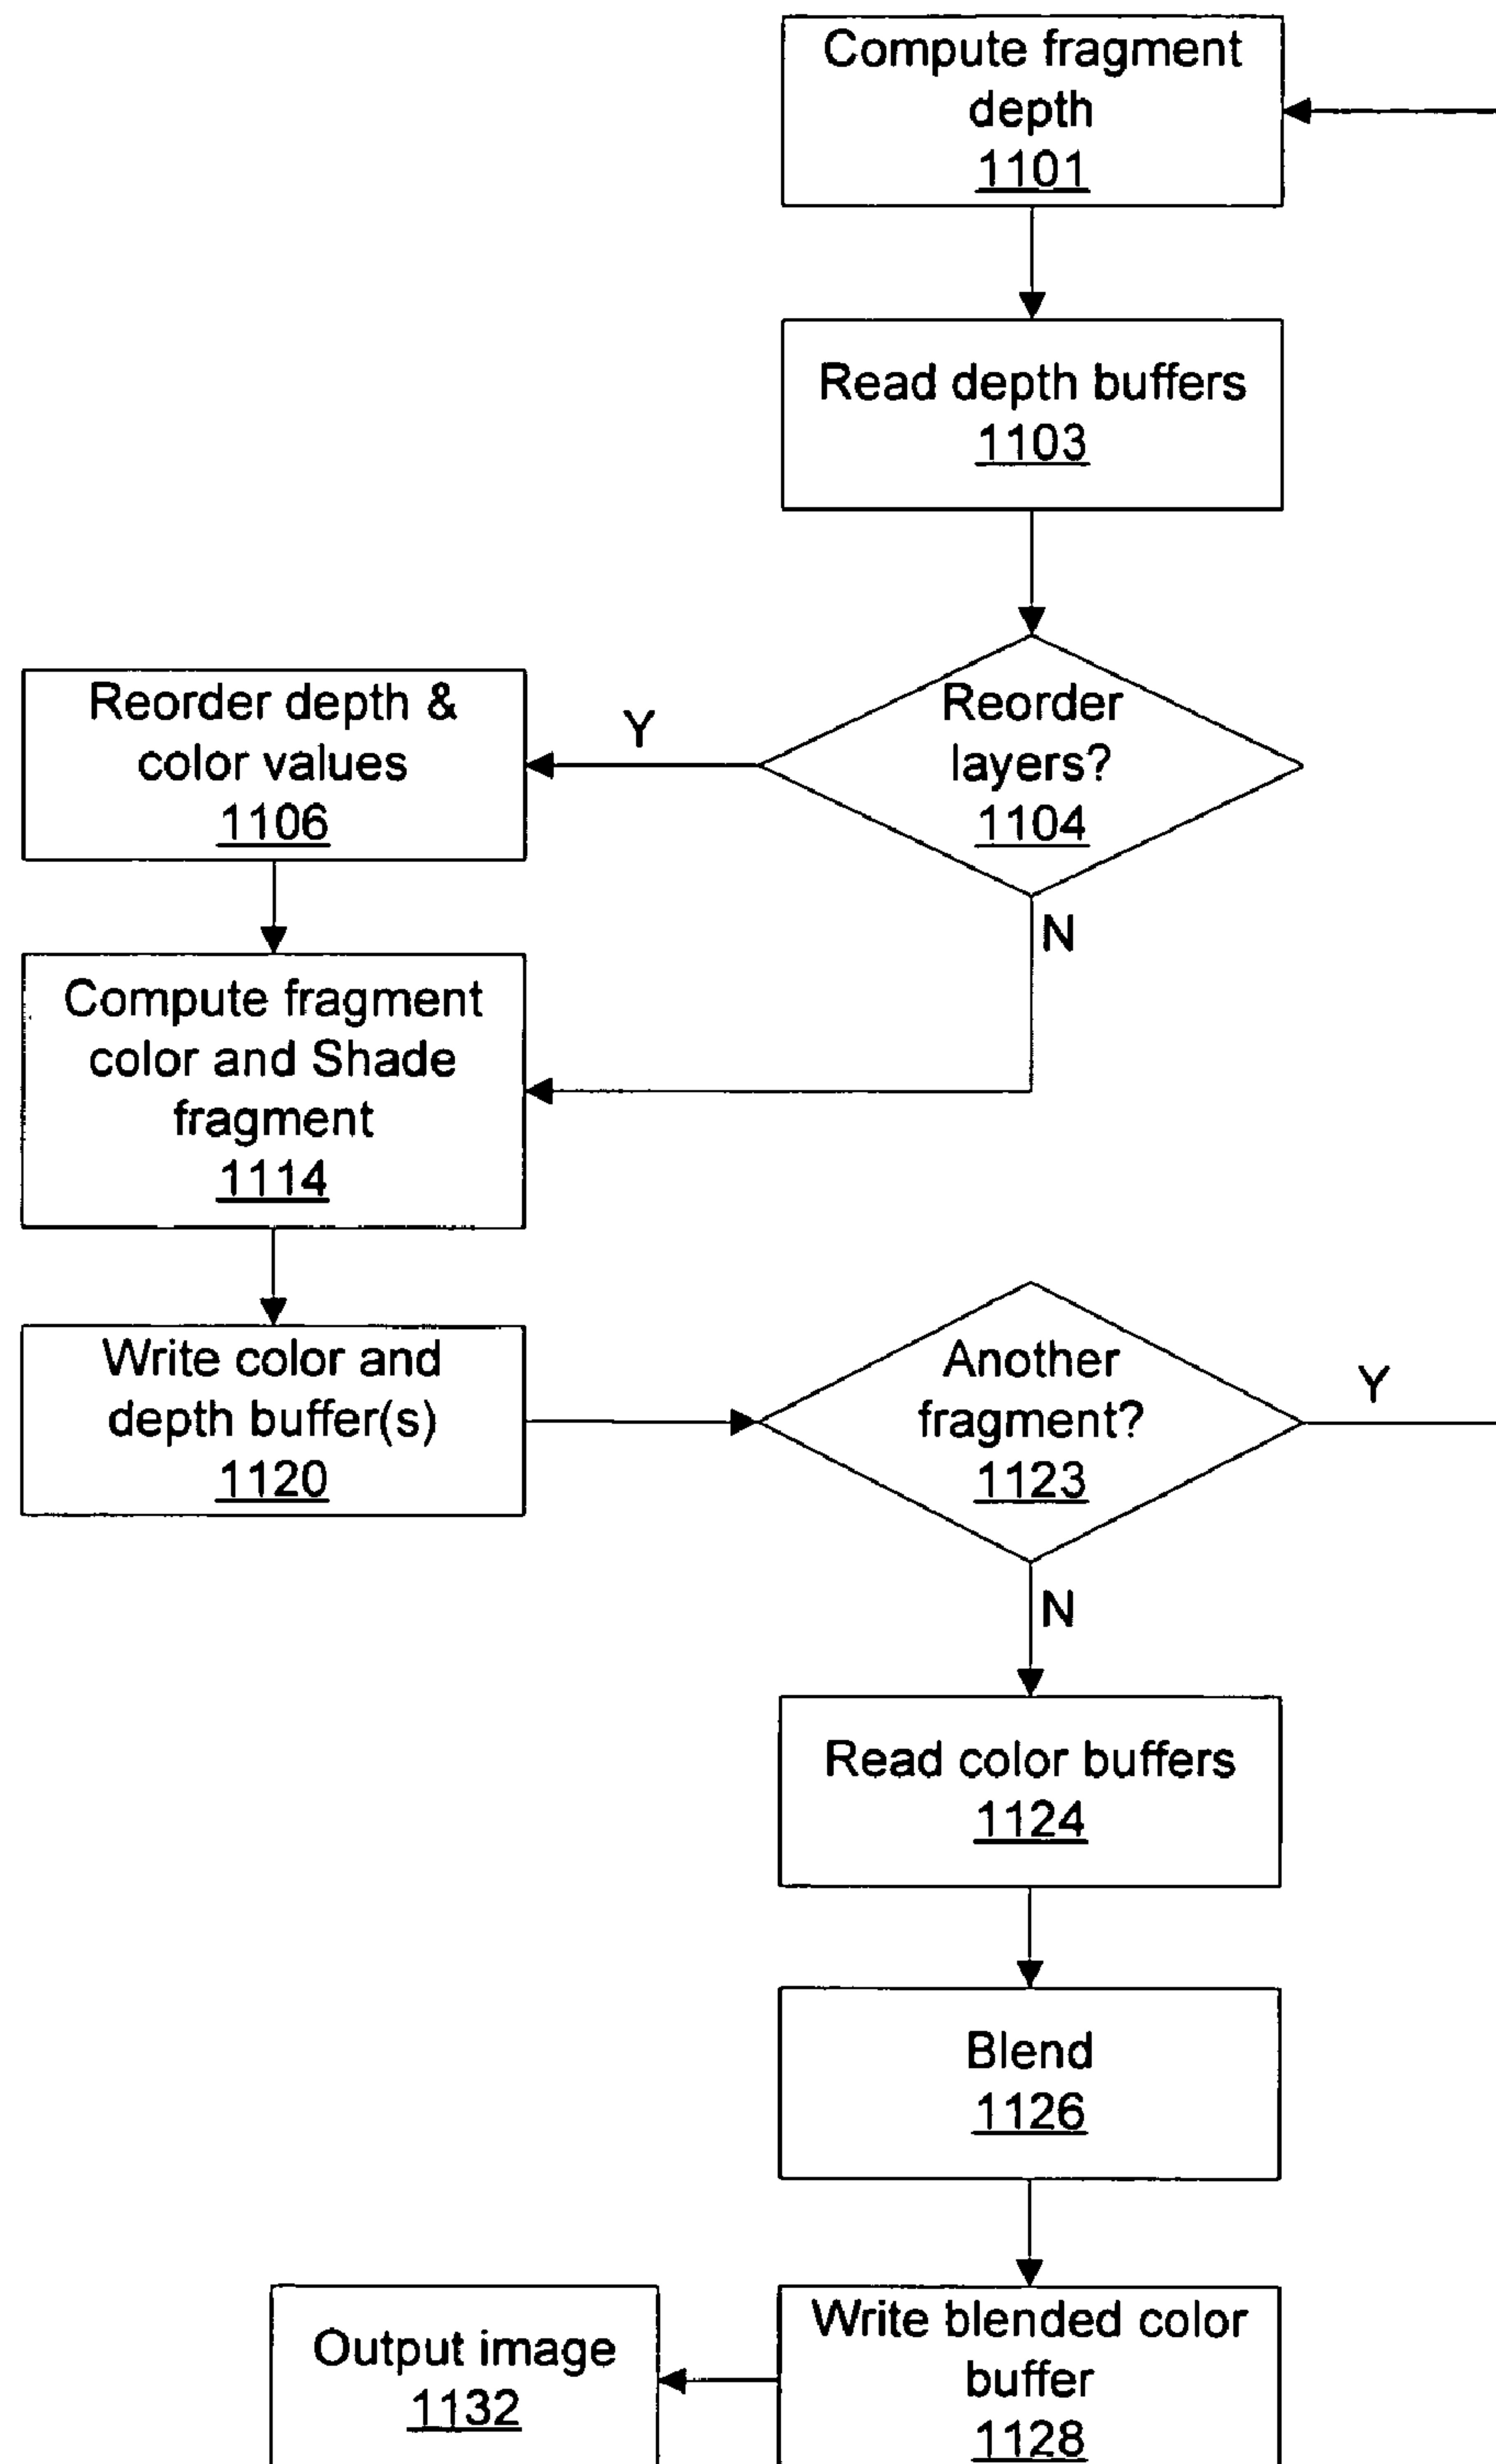 Compute fragment
depth
1101
Read depth buffers
1103
Reorder
layers?
1104
Y
Reorder depth &
color values
1106
N
Compute fragment
color and Shade
fragment
1114
Write color and
depth buffer(s)
1120
Another
fragment?
1123
Y
N
Read color buffers
1124
Blend
1126
Write blended color
buffer
1128
Output image
1132